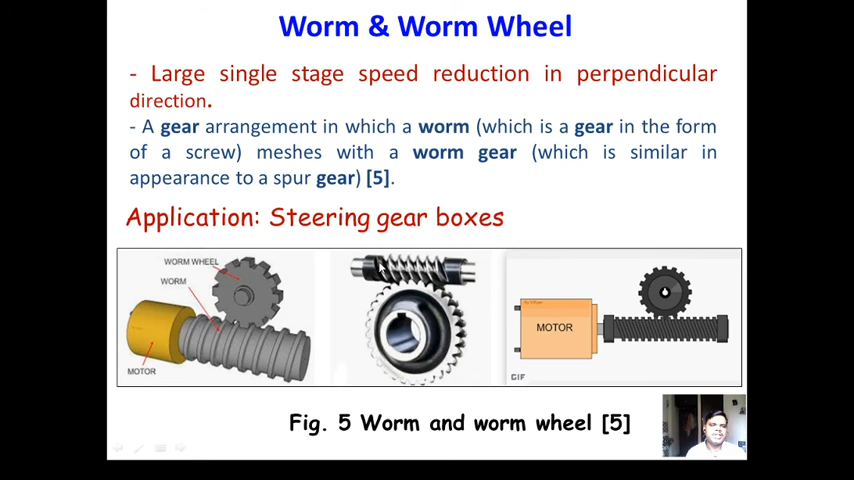 Worm & Worm Wheel
- Large single stage speed reduction in perpendicular
direction.
- A gear arrangement in which a worm (which is a gear in the form
of a screw) meshes with a worm gear (which is similar in
appearance to a spur gear) [5].
Application: Steering gear boxes
WORM WHEEL
WORM
MOTOR
MOTOR
GIF
Fig. 5 Worm and worm wheel [5]